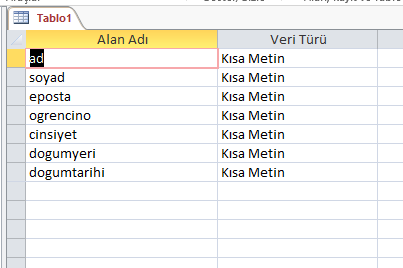 Tablo1
Alan Adı Veri Türü
ad Kısa Metin
soyad Kısa Metin
eposta Kısa Metin
ogrencino Kısa Metin
cinsiyet Kısa Metin
dogumyeri Kısa Metin
dogumtarihi Kısa Metin